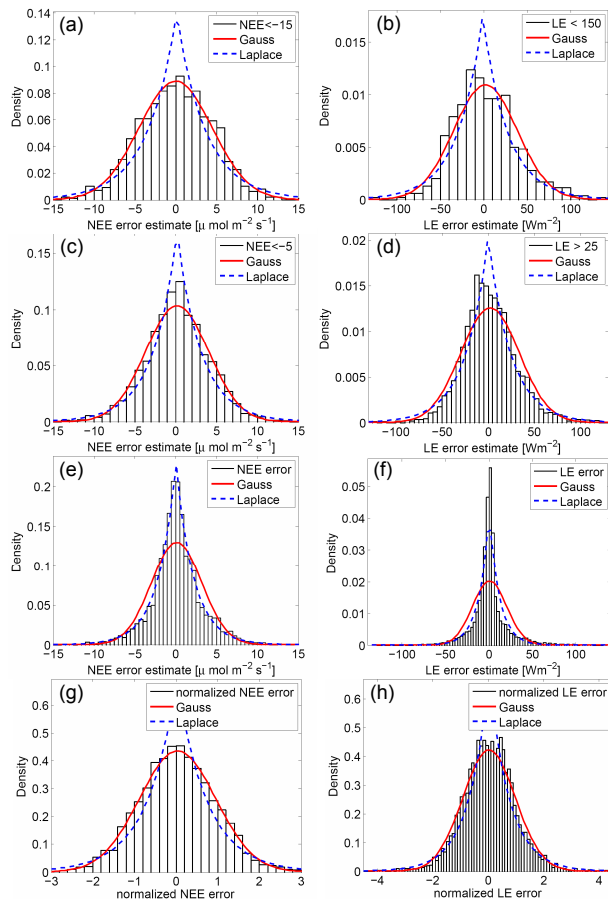 (a)
NEE<−15
Gauss
Laplace
Density
0.14
0.12
0.1
0.08
0.06
0.04
0.02
0
−15 −10 −5 0 5 10 15
NEE error estimate [μ mol m−2 s−1]
(b)
LE < 150
Gauss
Laplace
Density
0.015
0.01
0.005
0
−100 −50 0 50 100
LE error estimate [Wm−2]
(c)
NEE<−5
Gauss
Laplace
Density
0.15
0.1
0.05
0
−15 −10 −5 0 5 10 15
NEE error estimate [μ mol m−2 s−1]
(d)
LE > 25
Gauss
Laplace
Density
0.02
0.015
0.01
0.005
0
−100 −50 0 50 100
LE error estimate [Wm−2]
(e)
NEE error
Gauss
Laplace
Density
0.2
0.15
0.1
0.05
0
−15 −10 −5 0 5 10 15
NEE error estimate [μ mol m−2 s−1]
(f)
LE error
Gauss
Laplace
Density
0.05
0.04
0.03
0.02
0.01
0
−100 −50 0 50 100
LE error estimate [Wm−2]
(g)
normalized NEE error
Gauss
Laplace
Density
0.6
0.5
0.4
0.3
0.2
0.1
0
−3 −2 −1 0 1 2 3
normalized NEE error
(h)
normalized LE error
Gauss
Laplace
Density
0.6
0.5
0.4
0.3
0.2
0.1
0
−4 −2 0 2 4
normalized LE error